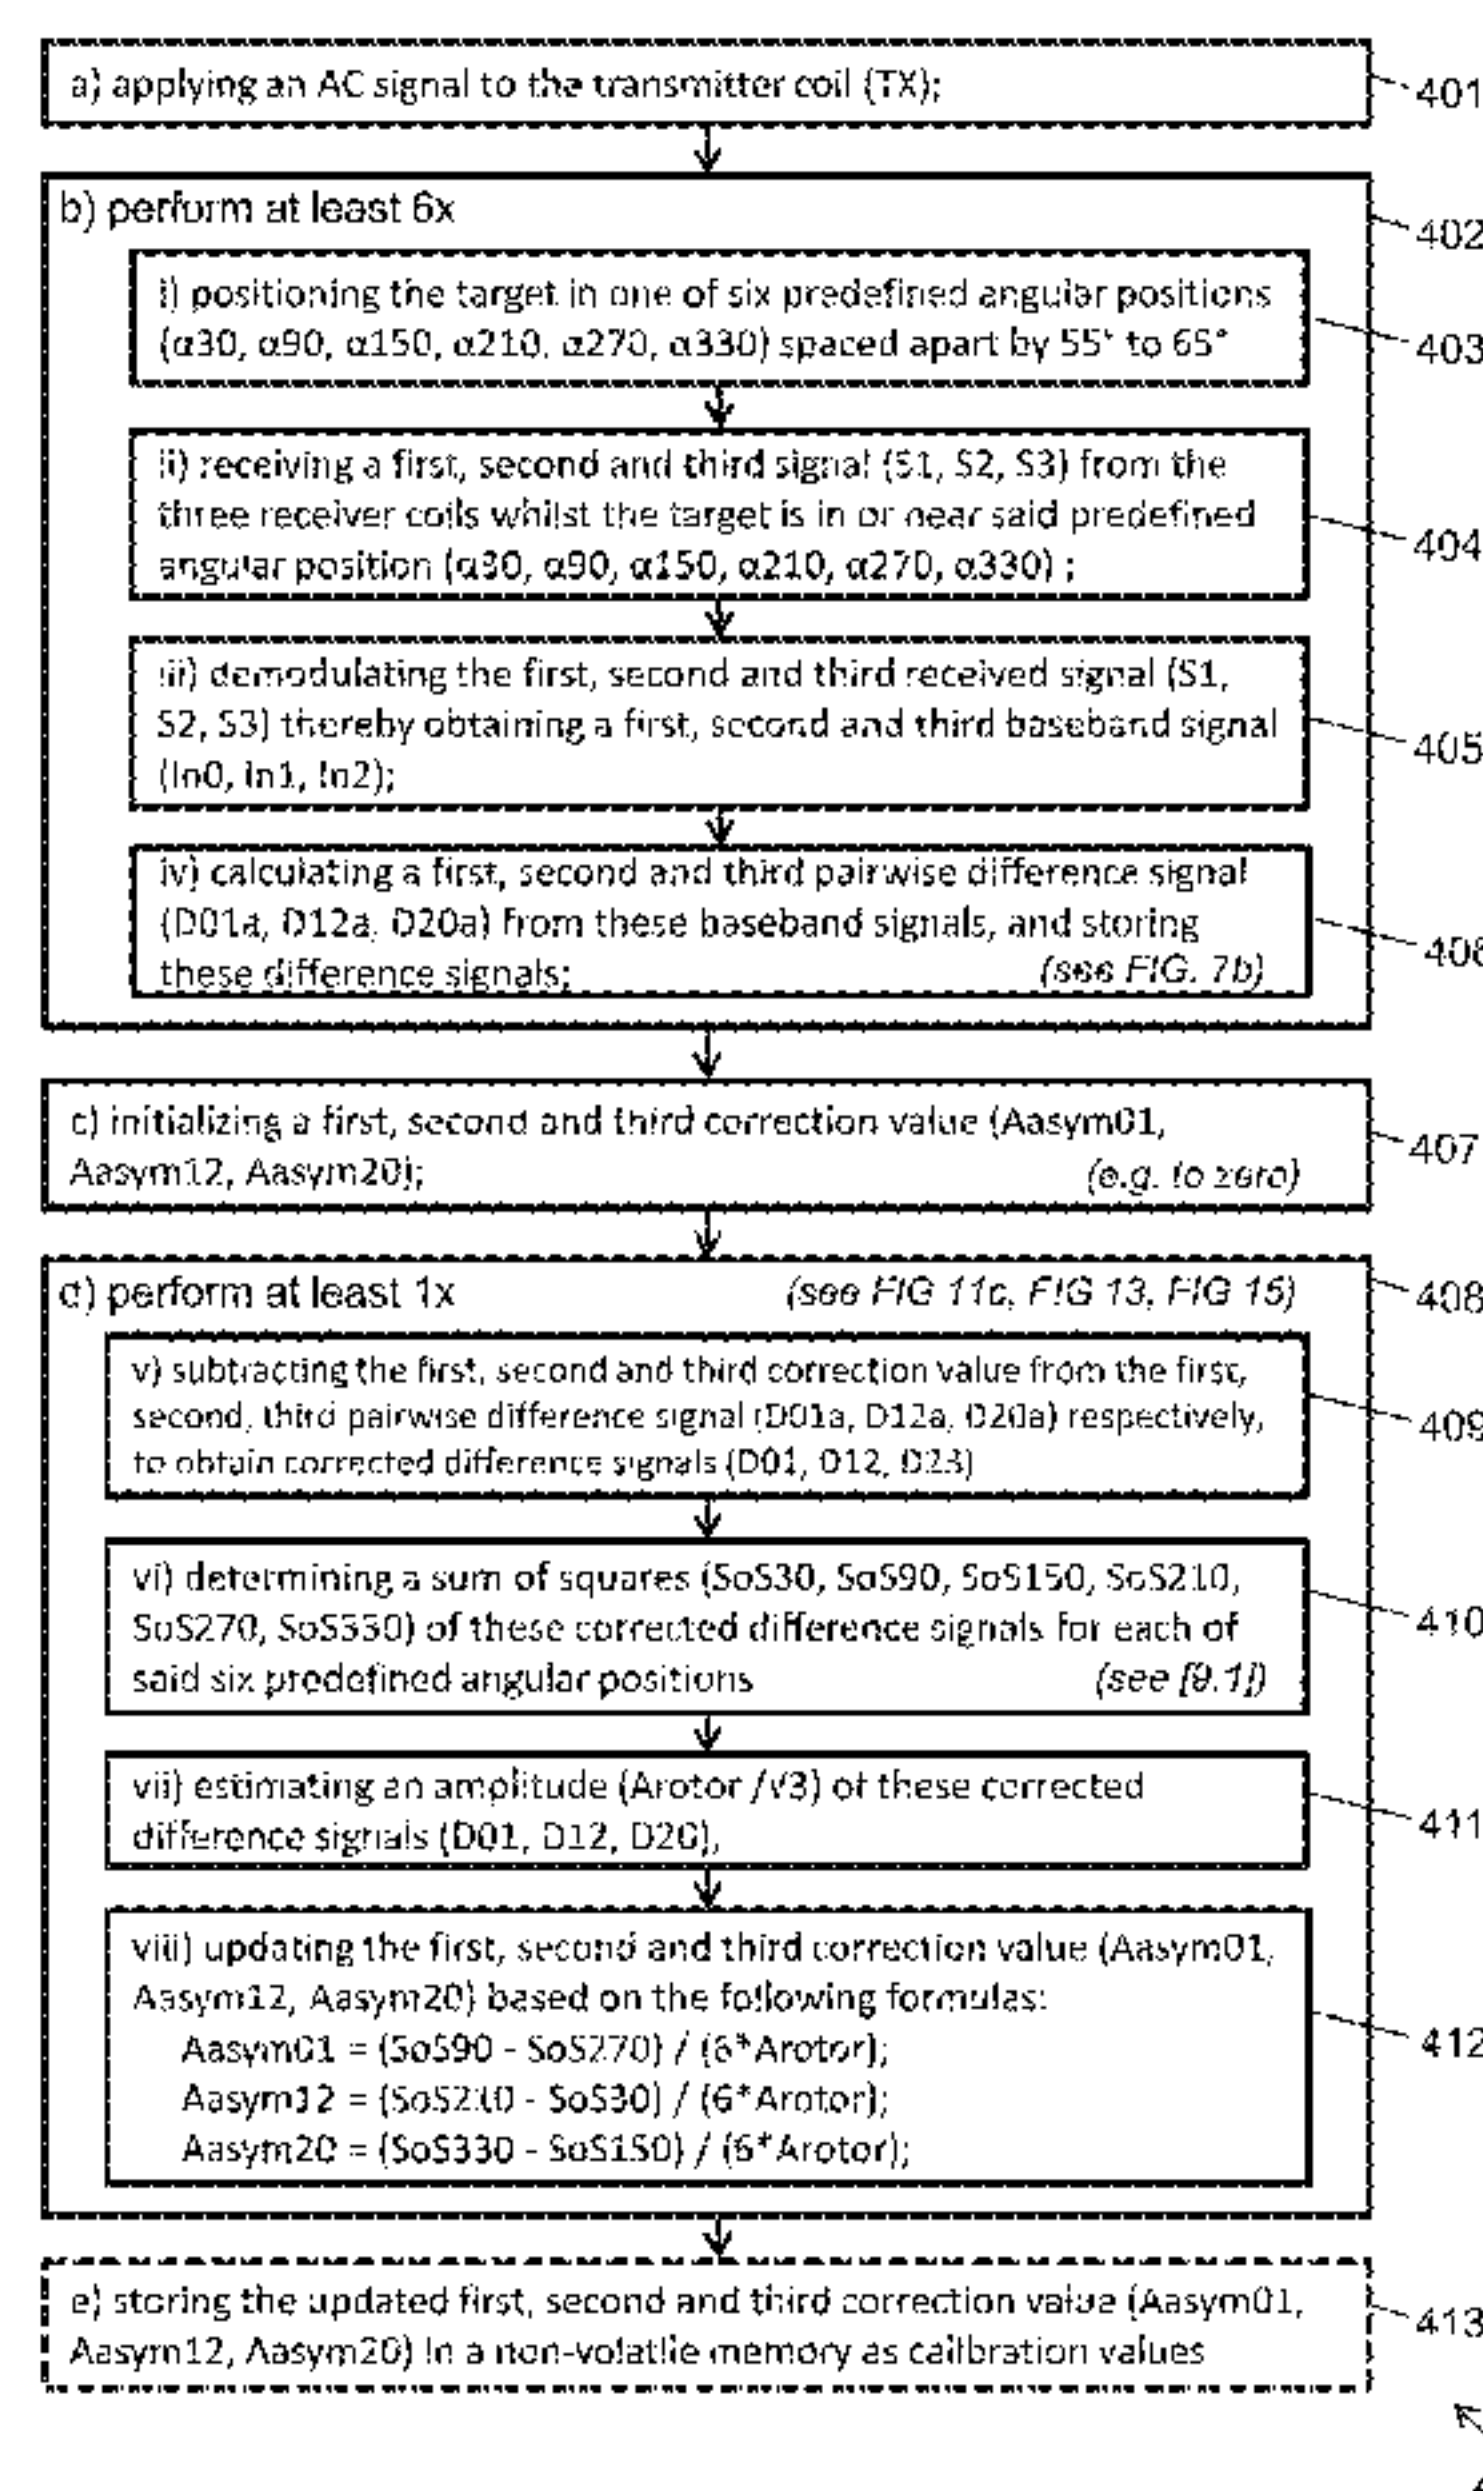 a) applying an AC signal to the transmitter coil (TX);
401
b) perform at least 6x
402
i) positioning the target in one of six predefined angular positions
(α30, α90, α150, α210, α270, α330) spaced apart by 55° to 65°
403
ii) receiving a first, second and third signal (S1, S2, S3) from the
three receiver coils whilst the target is in or near said predefined
angular position (α30, α90, α150, α210, α270, α330) ;
404
iii) demodulating the first, second and third received signal (S1,
S2, S3) thereby obtaining a first, second and third baseband signal
(In0, In1, In2);
405
iv) calculating a first, second and third pairwise difference signal
(D01a, D12a, D20a) from these baseband signals, and storing
these difference signals; (see FIG. 7b)
406
c) initializing a first, second and third correction value (Aasym01,
Aasym12, Aasym20); (e.g. to zero)
407
d) perform at least 1x (see FIG 11c, FIG 13, FIG 15)
408
v) subtracting the first, second and third correction value from the first,
second, third pairwise difference signal (D01a, D12a, D20a) respectively,
to obtain corrected difference signals (D01, D12, D23)
409
vi) determining a sum of squares (SoS30, SoS90, SoS150, SoS210,
SoS270, SoS330) of these corrected difference signals for each of
said six predefined angular positions (see [9.1])
410
vii) estimating an amplitude (Arotor /√3) of these corrected
difference signals (D01, D12, D20),
411
viii) updating the first, second and third correction value (Aasym01,
Aasym12, Aasym20) based on the following formulas:
Aasym01 = (SoS90 - SoS270) / (6*Arotor);
Aasym12 = (SoS210 - SoS30) / (6*Arotor);
Aasym20 = (SoS330 - SoS150) / (6*Arotor);
412
e) storing the updated first, second and third correction value (Aasym01,
Aasym12, Aasym20) in a non-volatile memory as calibration values
413